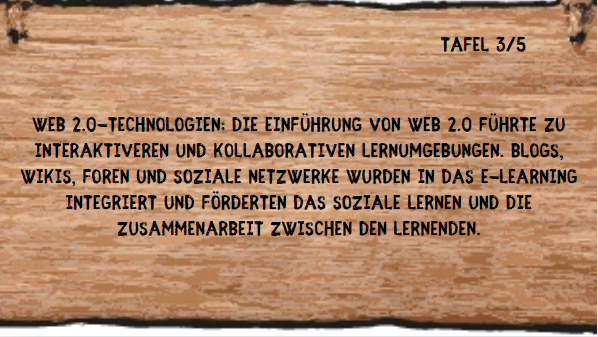 TAFEL 3/5
WEB 2.0-TECHNOLOGIEN: DIE EINFÜHRUNG VON WEB 2.0 FÜHRTE ZU
INTERAKTIVEREN UND KOLLABORATIVEN LERNUMGEBUNGEN. BLOGS,
WIKIS, FOREN UND SOZIALE NETZWERKE WURDEN IN DAS E-LEARNING
INTEGRIERT UND FÖRDERTEN DAS SOZIALE LERNEN UND DIE
ZUSAMMENARBEIT ZWISCHEN DEN LERNENDEN.